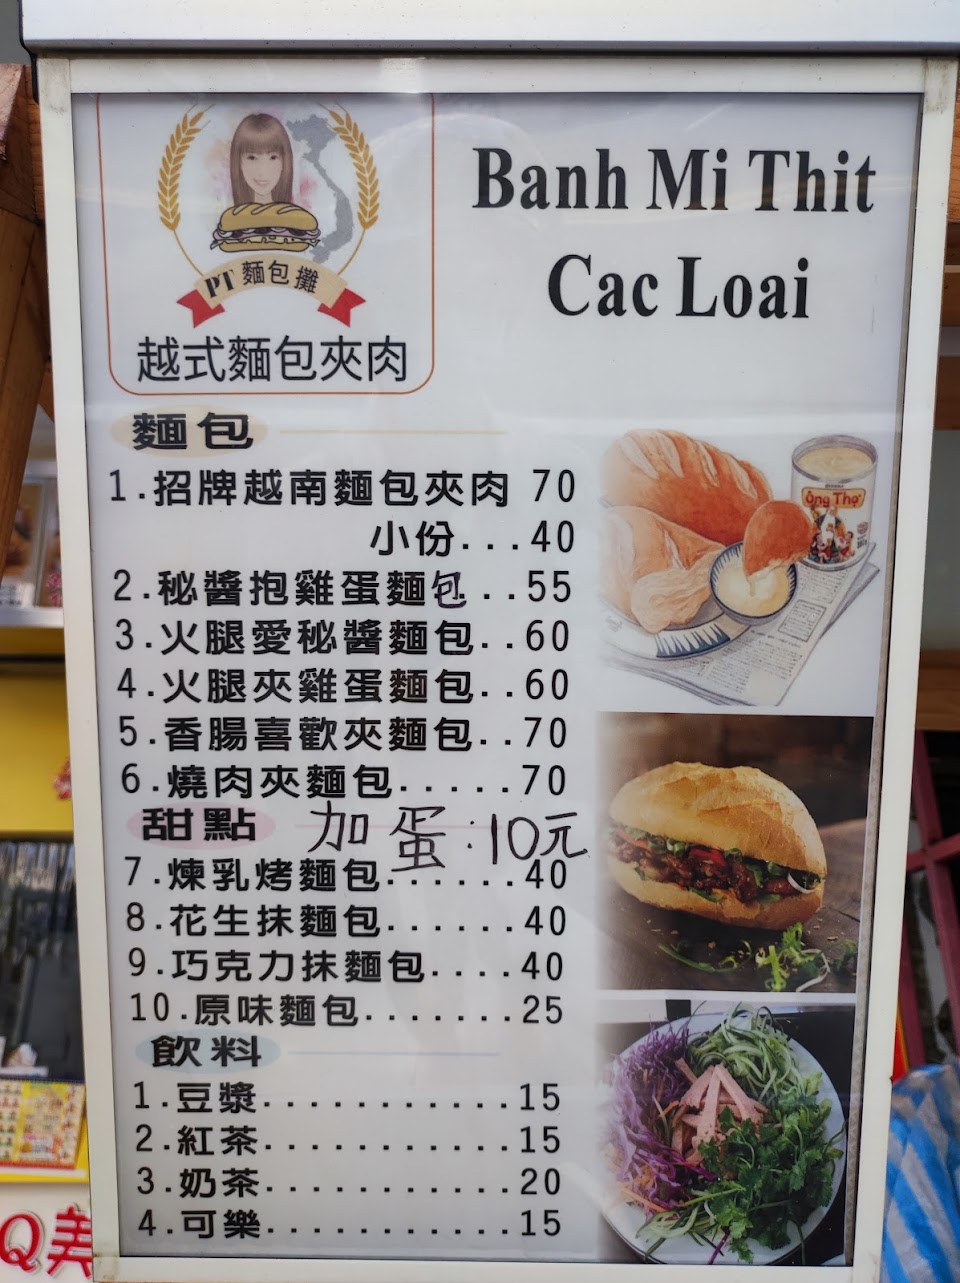 Banh Mi Thit
Cac Loai
PT 麵包攤
越式麵包夾肉
麵包
1.招牌越南麵包夾肉 70
小份...40
2.秘醬抱雞蛋麵包...55
3.火腿愛秘醬麵包..60
4.火腿夾雞蛋麵包..60
5.香腸喜歡夾麵包..70
6.燒肉夾麵包.....70
甜點
加蛋:10元
7.煉乳烤麵包......40
8.花生抹麵包......40
9.巧克力抹麵包....40
10.原味麵包.......25
飲料
1.豆漿............15
2.紅茶............15
3.奶茶............20
4.可樂............15
Ông Thọ
Q美